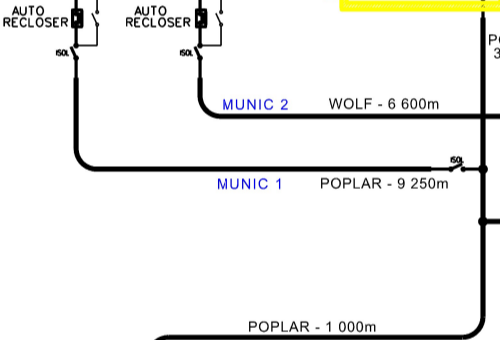 AUTO
RECLOSER
AUTO
RECLOSER
ISOL
ISOL
MUNIC 2 WOLF - 6 600m
ISOL
MUNIC 1 POPLAR - 9 250m
POPLAR - 1 000m